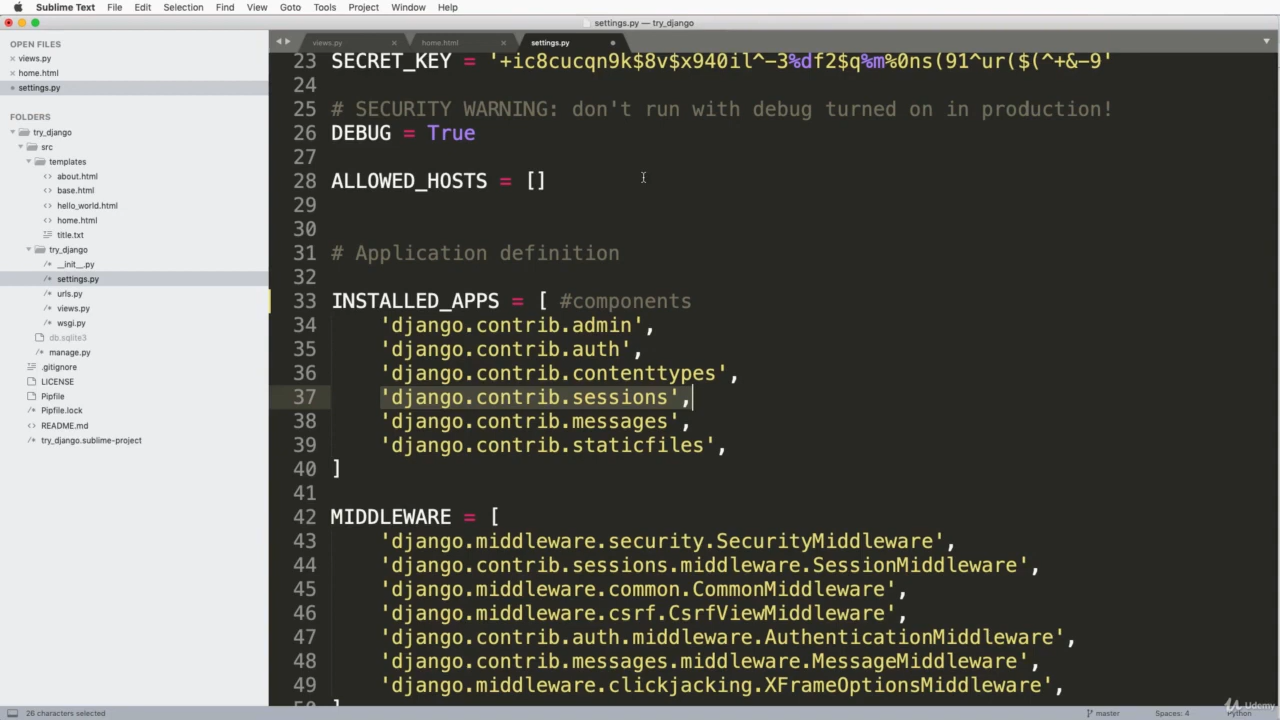 Sublime Text File Edit Selection Find View Goto Tools Project Window Help
settings.py — try_django
OPEN FILES
views.py
home.html
settings.py
FOLDERS
try_django
src
templates
about.html
base.html
hello_world.html
home.html
title.txt
try_django
__init__.py
settings.py
urls.py
views.py
wsgi.py
db.sqlite3
manage.py
.gitignore
LICENSE
Pipfile
Pipfile.lock
README.md
try_django.sublime-project
views.py home.html settings.py
23 SECRET_KEY = '+ic8cucqn9k$8v$x940il^-3%df2$q%m%0ns(91^ur($(^+&-9'
24
25 # SECURITY WARNING: don't run with debug turned on in production!
26 DEBUG = True
27
28 ALLOWED_HOSTS = []
29
30
31 # Application definition
32
33 INSTALLED_APPS = [ #components
34 'django.contrib.admin',
35 'django.contrib.auth',
36 'django.contrib.contenttypes',
37 'django.contrib.sessions',
38 'django.contrib.messages',
39 'django.contrib.staticfiles',
40 ]
41
42 MIDDLEWARE = [
43 'django.middleware.security.SecurityMiddleware',
44 'django.contrib.sessions.middleware.SessionMiddleware',
45 'django.middleware.common.CommonMiddleware',
46 'django.middleware.csrf.CsrfViewMiddleware',
47 'django.contrib.auth.middleware.AuthenticationMiddleware',
48 'django.contrib.messages.middleware.MessageMiddleware',
49 'django.middleware.clickjacking.XFrameOptionsMiddleware',
Udemy
26 characters selected master Spaces: 4 Python